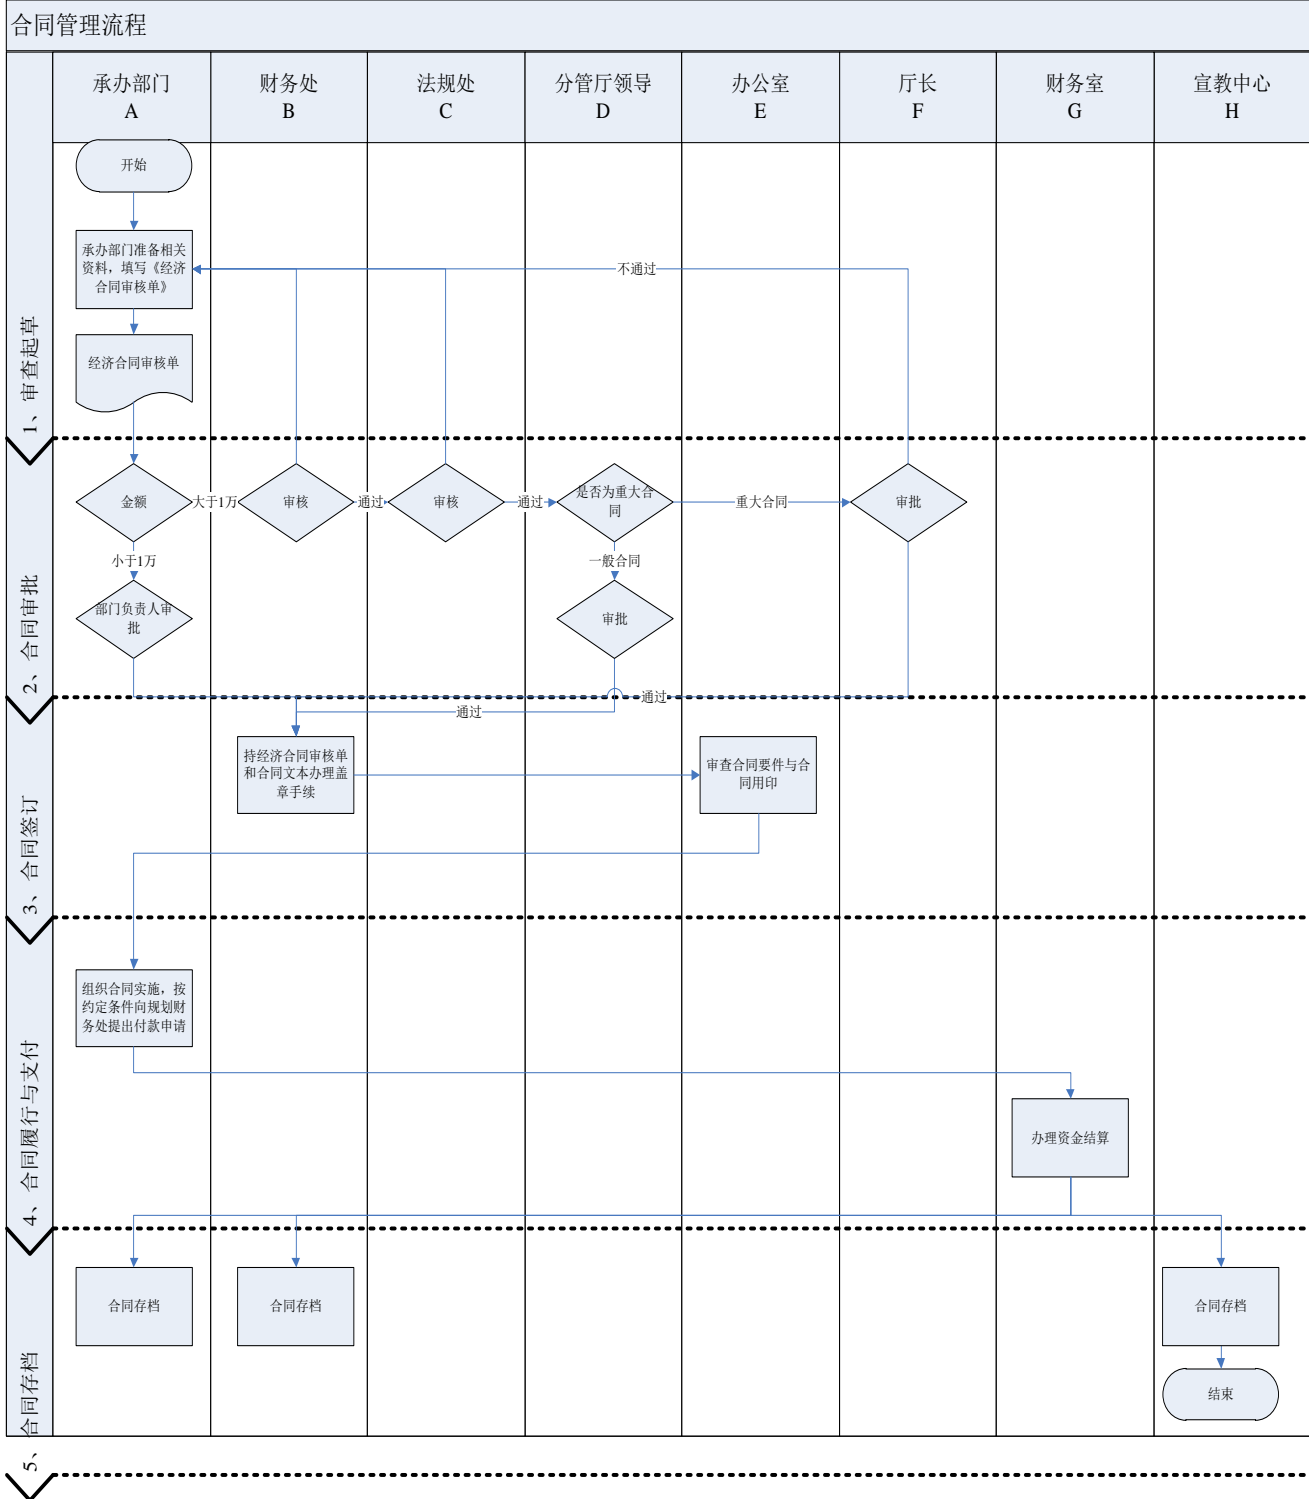 合同管理流程
承办部门
A
财务处
B
法规处
C
分管厅领导
D
办公室
E
厅长
F
财务室
G
宣教中心
H
1、审查起草
开始
承办部门准备相关
资料，填写《经济
合同审核单》
不通过
经济合同审核单
2、合同审批
金额
大于1万
审核
通过
审核
通过
是否为重大合
同
重大合同
审批
小于1万
一般合同
部门负责人审
批
审批
通过
通过
3、合同签订
持经济合同审核单
和合同文本办理盖
章手续
审查合同要件与合
同用印
4、合同履行与支付
组织合同实施，按
约定条件向规划财
务处提出付款申请
办理资金结算
5、合同存档
合同存档
合同存档
合同存档
结束